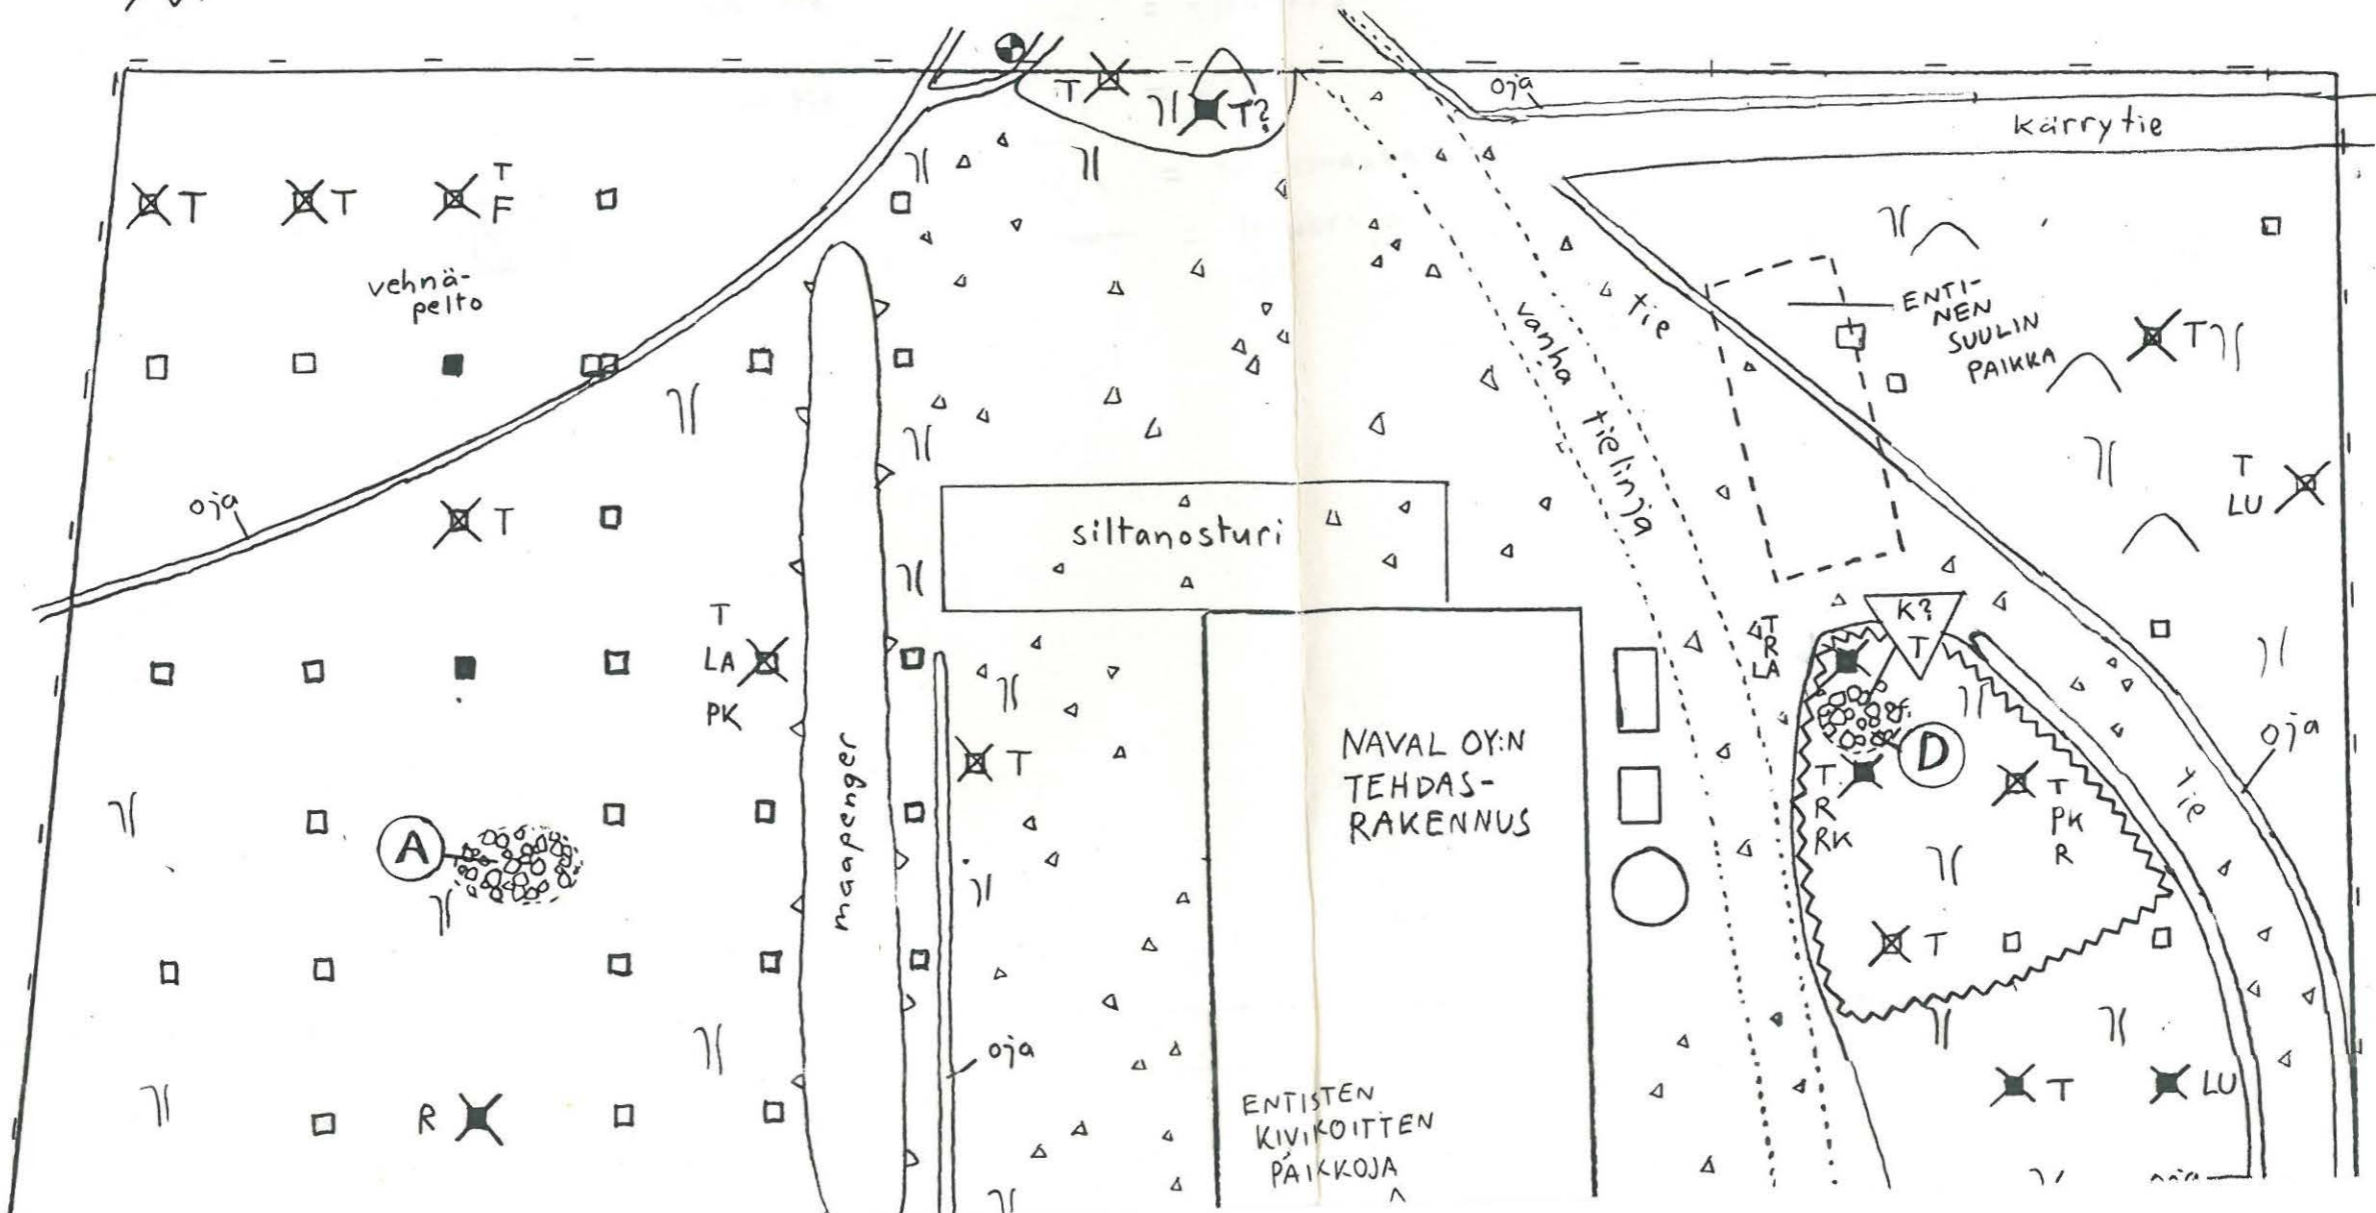 oja
kärrytie
T
T?
T
T
T
F
vehnä-
pelto
vanha tielinja
tie
ENTI-
NEN
SUULIN
PAIKKA
T
T
LU
oja
T
siltanosturi
T
LA
PK
maapenger
T
NAVAL OY:N
TEHDAS-
RAKENNUS
T
R
LA
K?
T
D
T
R
RK
T
PK
R
T
tie
oja
A
oja
R
ENTISTEN
KIVIKOITTEN
PAIKKOJA
T
LU
oja